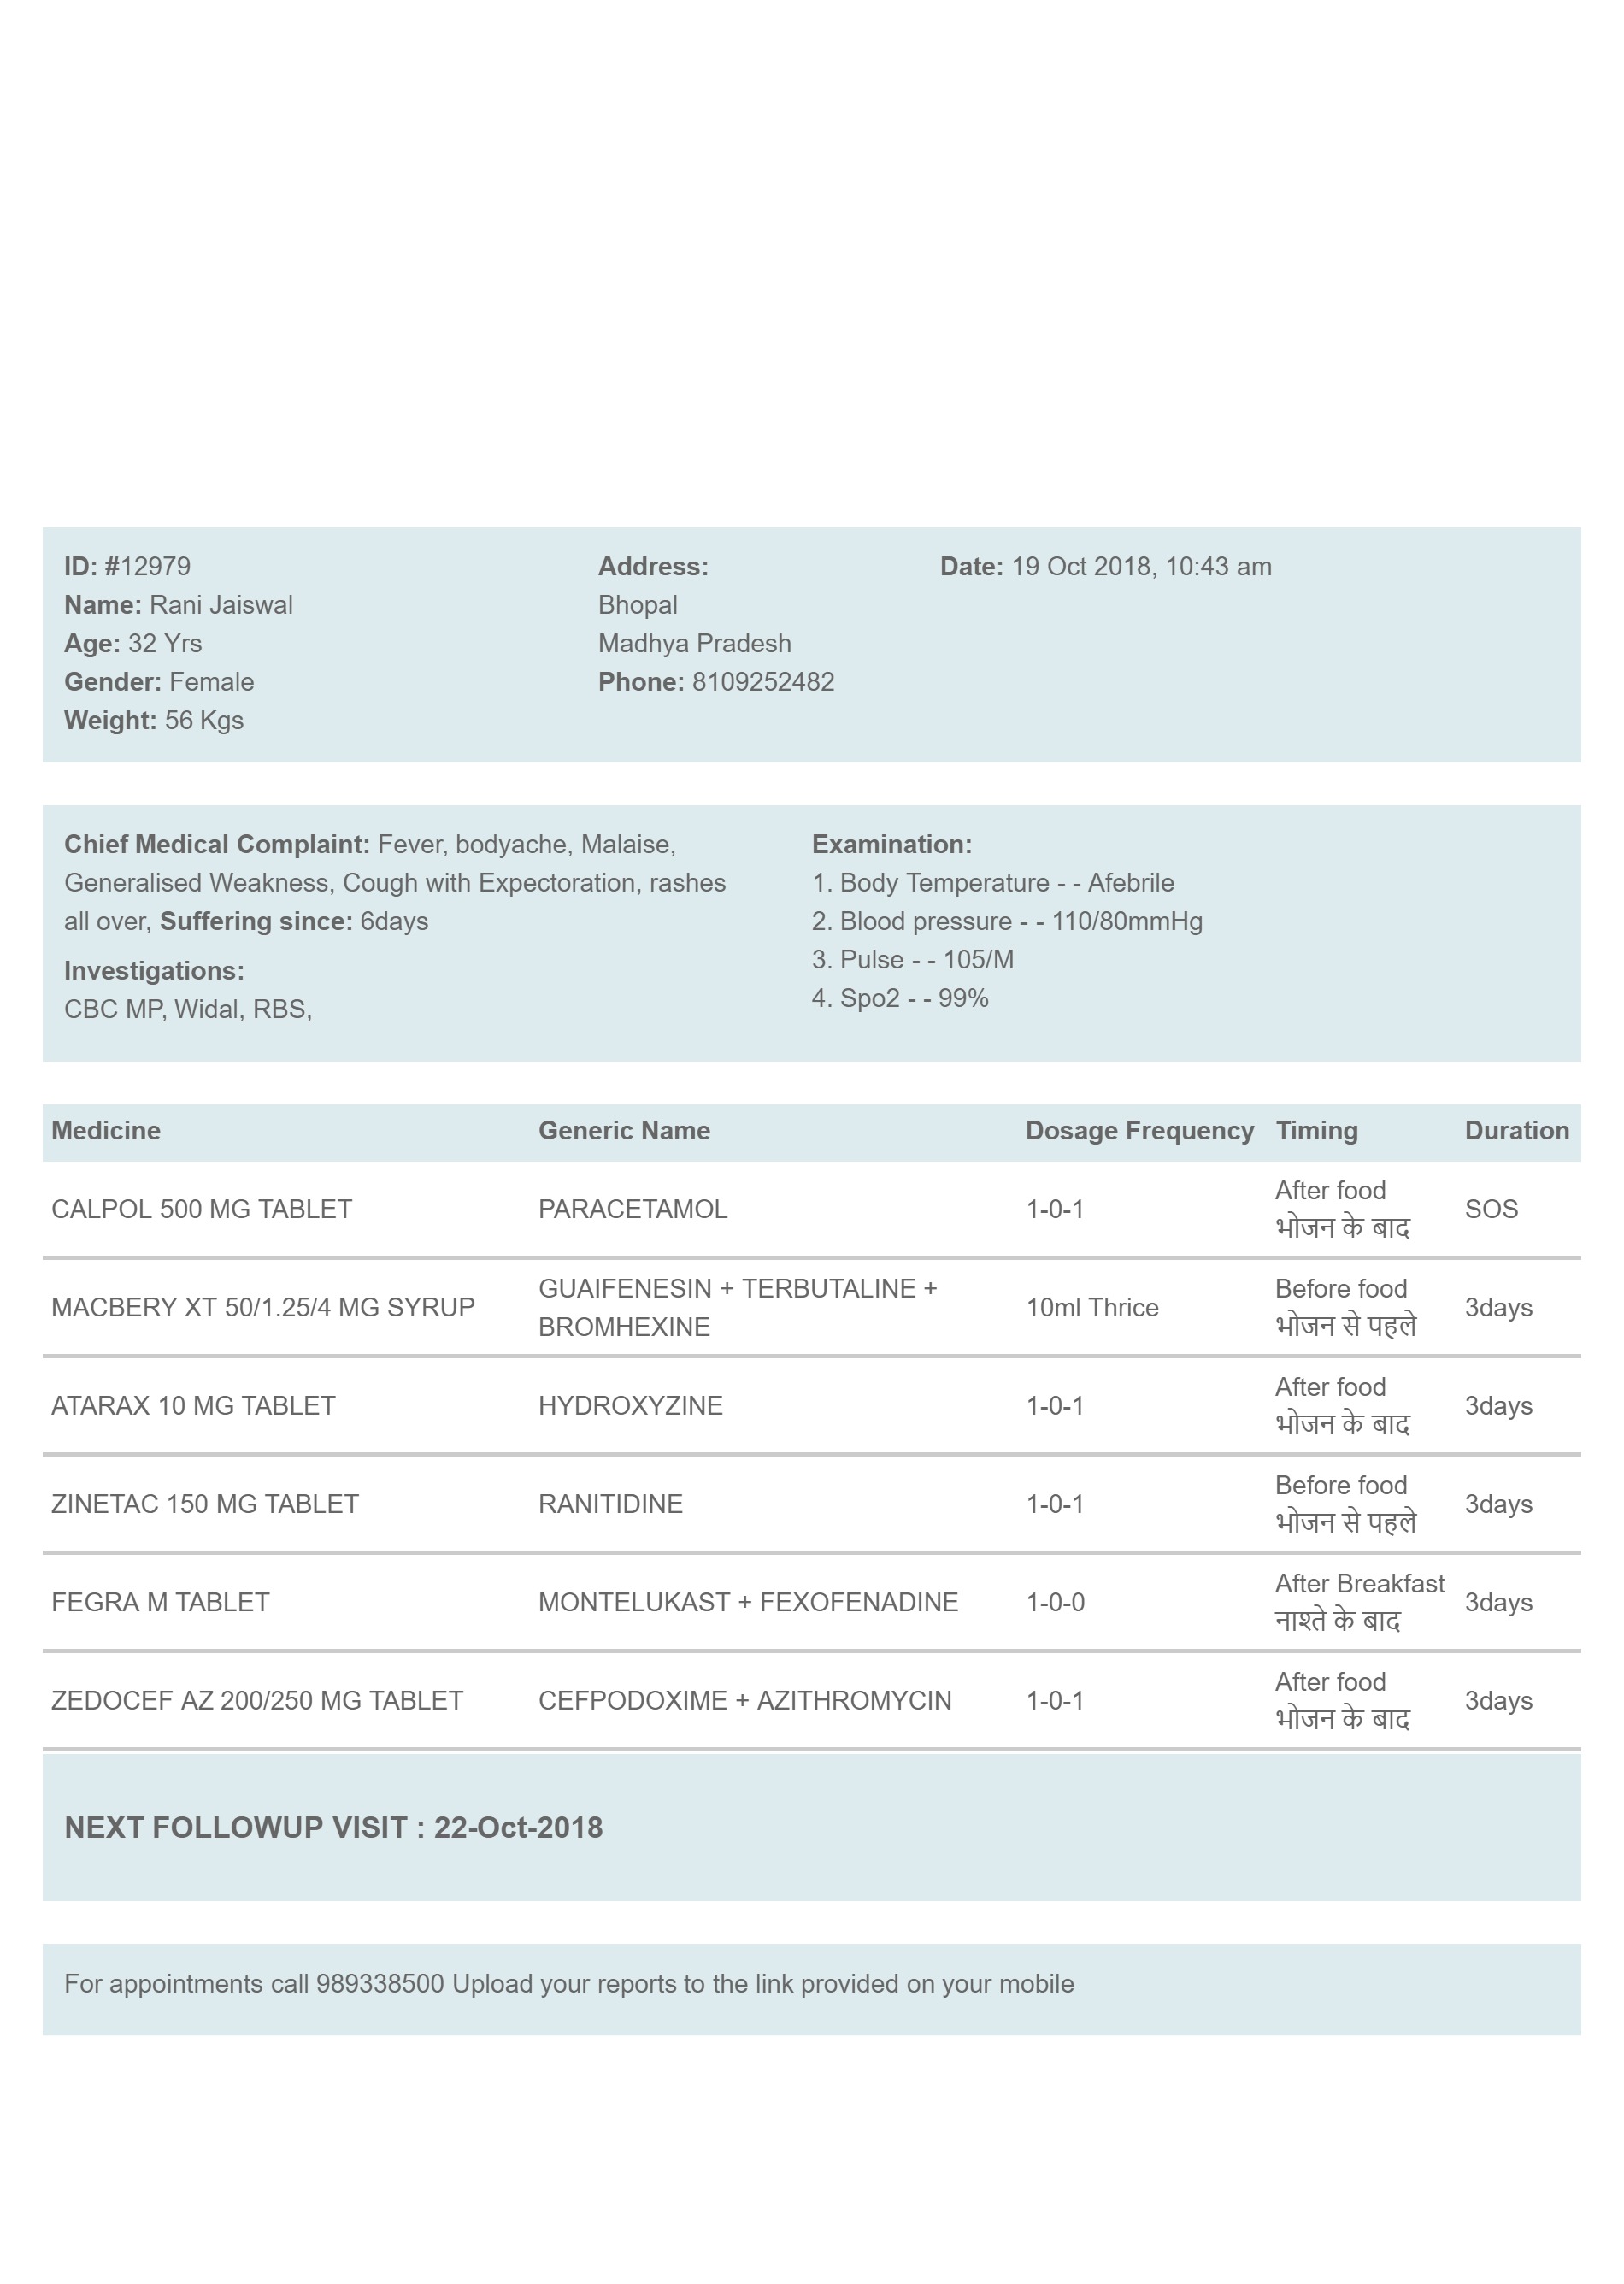 ID: #12979
Name: Rani Jaiswal
Age: 32 Yrs
Gender: Female
Weight: 56 Kgs
Address:
Bhopal
Madhya Pradesh
Phone: 8109252482
Date: 19 Oct 2018, 10:43 am
Chief Medical Complaint: Fever, bodyache, Malaise,
Generalised Weakness, Cough with Expectoration, rashes
all over, Suffering since: 6days
Investigations:
CBC MP, Widal, RBS,
Examination:
1. Body Temperature - - Afebrile
2. Blood pressure - - 110/80mmHg
3. Pulse - - 105/M
4. Spo2 - - 99%
Medicine Generic Name Dosage Frequency Timing Duration
CALPOL 500 MG TABLET PARACETAMOL 1-0-1 After food SOS
भोजन के बाद
MACBERY XT 50/1.25/4 MG SYRUP GUAIFENESIN + TERBUTALINE + 10ml Thrice Before food 3days
BROMHEXINE भोजन से पहले
ATARAX 10 MG TABLET HYDROXYZINE 1-0-1 After food 3days
भोजन के बाद
ZINETAC 150 MG TABLET RANITIDINE 1-0-1 Before food 3days
भोजन से पहले
FEGRA M TABLET MONTELUKAST + FEXOFENADINE 1-0-0 After Breakfast 3days
नाश्ते के बाद
ZEDOCEF AZ 200/250 MG TABLET CEFPODOXIME + AZITHROMYCIN 1-0-1 After food 3days
भोजन के बाद
NEXT FOLLOWUP VISIT : 22-Oct-2018
For appointments call 989338500 Upload your reports to the link provided on your mobile